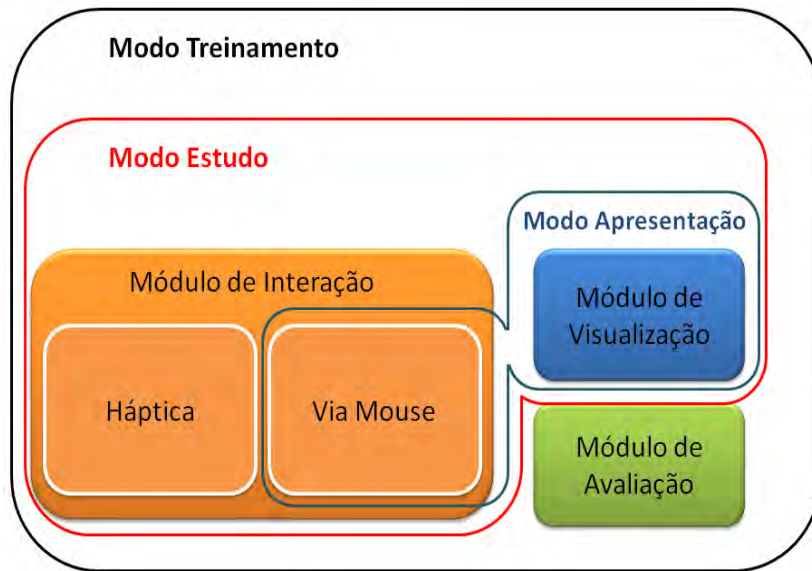 Modo Treinamento
Modo Estudo
Modo Apresentação
Módulo de Interação
Háptica
Via Mouse
Módulo de
Visualização
Módulo de
Avaliação